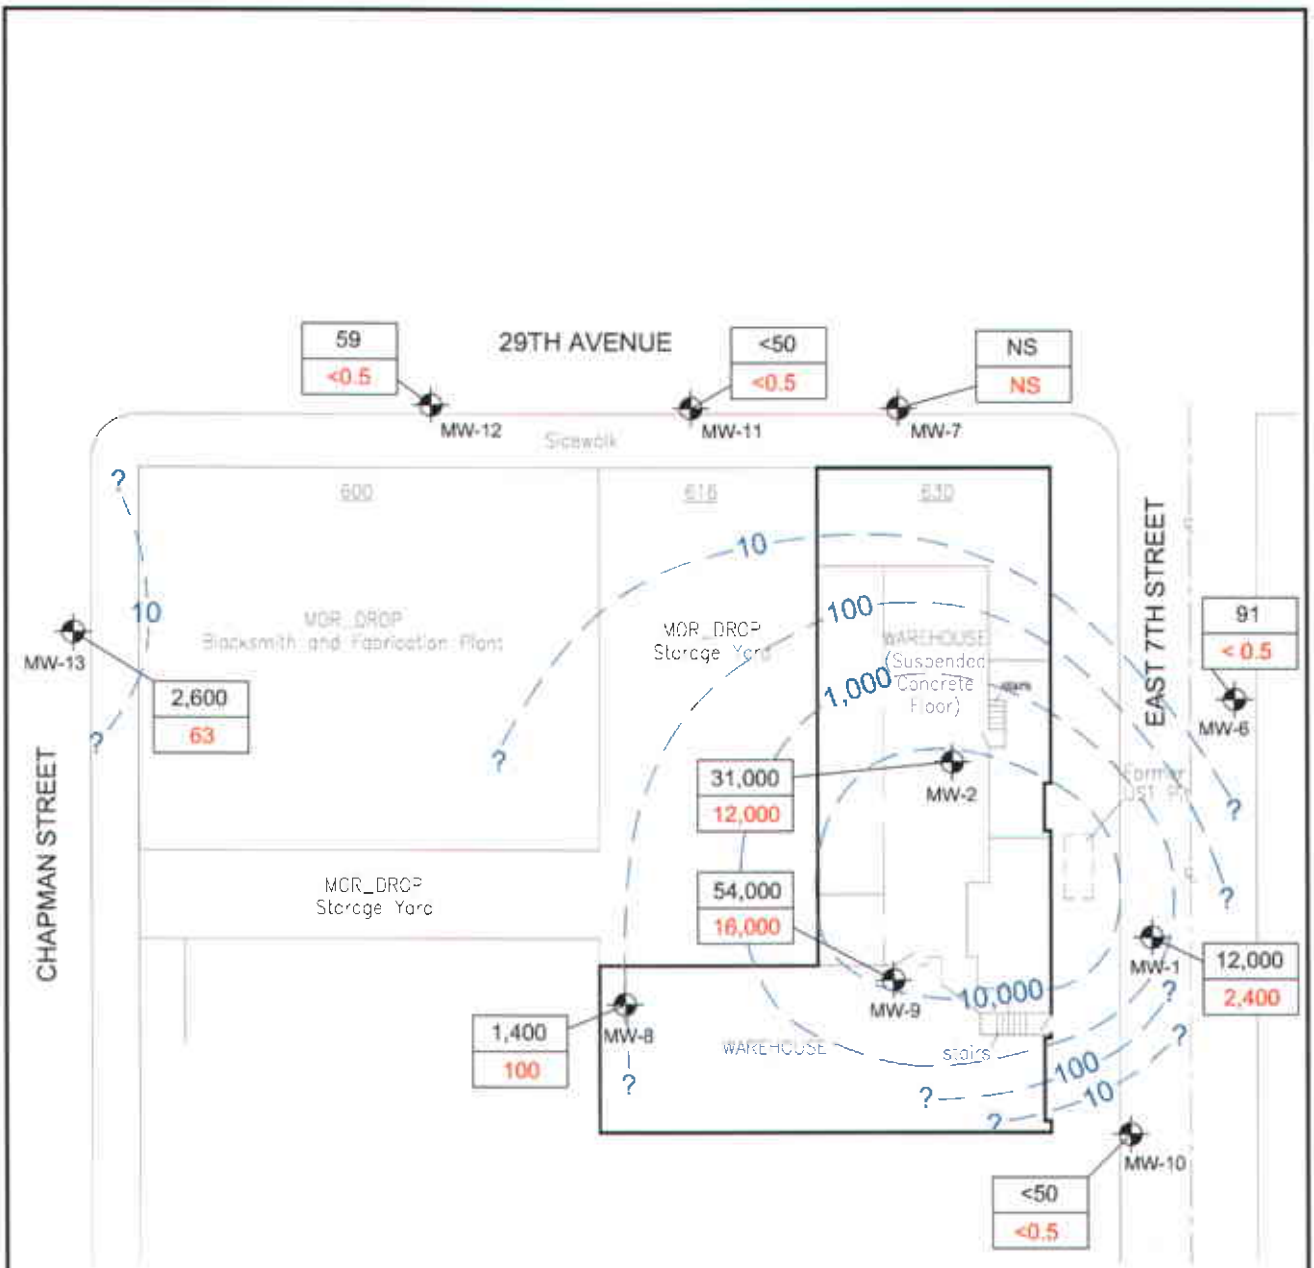 59
<0.5
29TH AVENUE
<50
<0.5
NS
NS
MW-12
MW-11
MW-7
Sidewalk
?
600
616
630
10
EAST 7TH STREET
10
100
MOR_DROP
Blacksmith and Fabrication Plant
MOR_DROP
Storage Yard
WAREHOUSE
(Suspended
Concrete
Floor)
stairs
1,000
91
< 0.5
MW-6
MW-13
2,600
63
?
?
CHAPMAN STREET
31,000
12,000
MW-2
Former
UST Pit
?
54,000
16,000
MOR_DROP
Storage Yard
?
MW-1
12,000
2,400
MW-9
10,000
?
1,400
100
MW-8
WAREHOUSE
stairs
?
?
100
?
10
?
MW-10
<50
<0.5